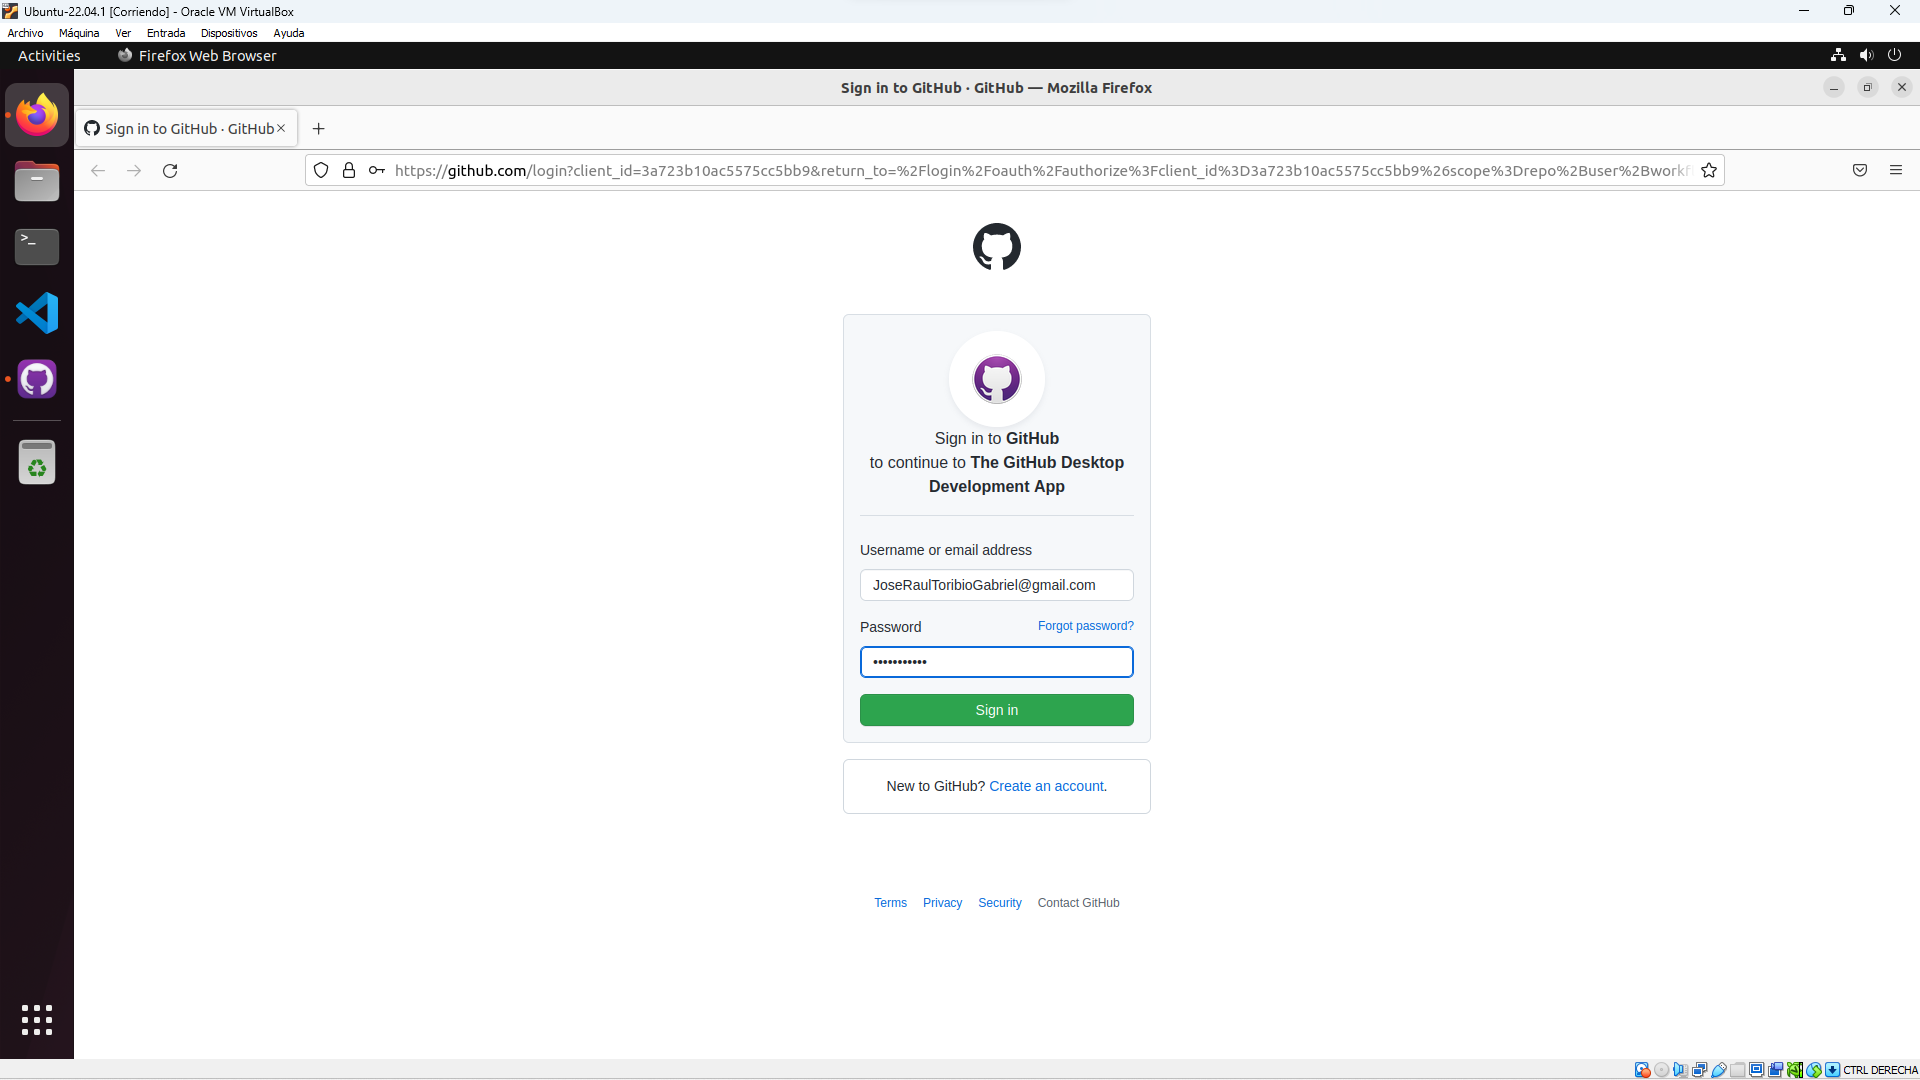 Ubuntu-22.04.1 [Corriendo] - Oracle VM VirtualBox
Archivo Máquina Ver Entrada Dispositivos Ayuda
Activities Firefox Web Browser
Sign in to GitHub · GitHub — Mozilla Firefox
Sign in to GitHub · GitHub
https://github.com/login?client_id=3a723b10ac5575cc5bb9&return_to=%2Flogin%2Foauth%2Fauthorize%3Fclient_id%3D3a723b10ac5575cc5bb9%26scope%3Drepo%2Buser%2Bworkf
Sign in to GitHub
to continue to The GitHub Desktop
Development App
Username or email address
JoseRaulToribioGabriel@gmail.com
Password Forgot password?
•••••••••••
Sign in
New to GitHub? Create an account.
Terms Privacy Security Contact GitHub
CTRL DERECHA